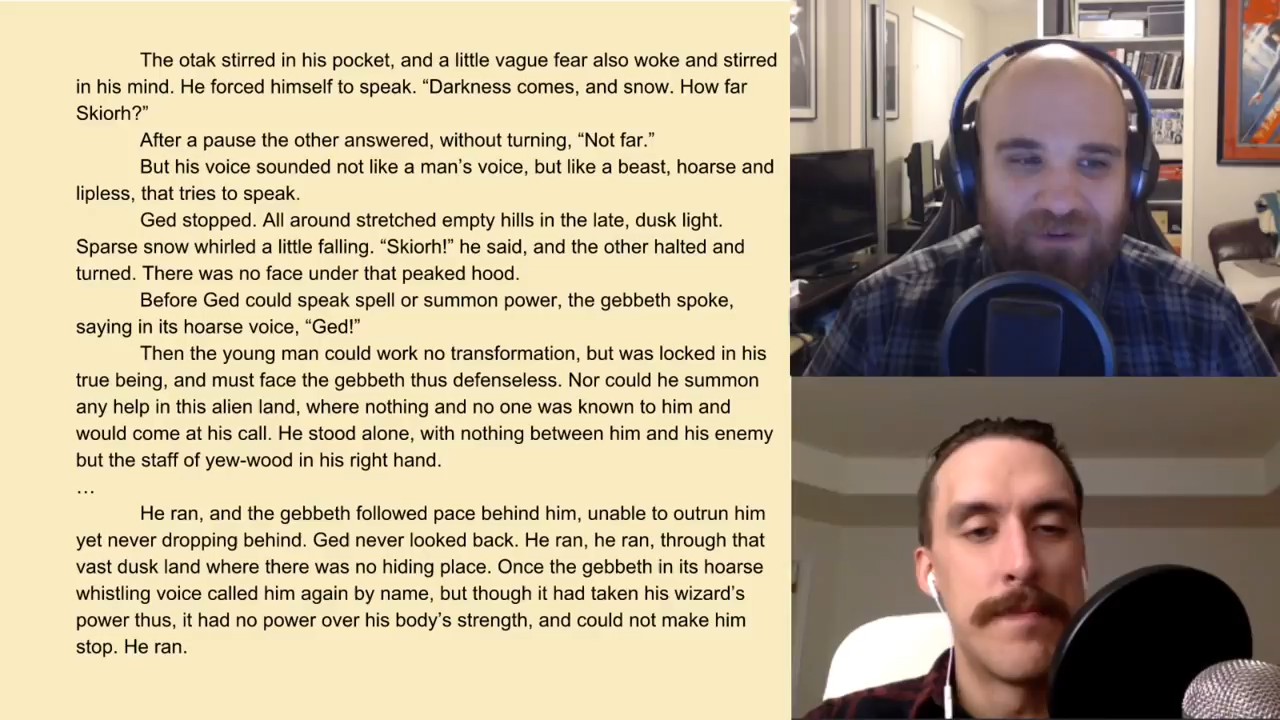 The otak stirred in his pocket, and a little vague fear also woke and stirred
in his mind. He forced himself to speak. “Darkness comes, and snow. How far
Skiorh?”
After a pause the other answered, without turning, “Not far.”
But his voice sounded not like a man’s voice, but like a beast, hoarse and
lipless, that tries to speak.
Ged stopped. All around stretched empty hills in the late, dusk light.
Sparse snow whirled a little falling. “Skiorh!” he said, and the other halted and
turned. There was no face under that peaked hood.
Before Ged could speak spell or summon power, the gebbeth spoke,
saying in its hoarse voice, “Ged!”
Then the young man could work no transformation, but was locked in his
true being, and must face the gebbeth thus defenseless. Nor could he summon
any help in this alien land, where nothing and no one was known to him and
would come at his call. He stood alone, with nothing between him and his enemy
but the staff of yew-wood in his right hand.
…
He ran, and the gebbeth followed pace behind him, unable to outrun him
yet never dropping behind. Ged never looked back. He ran, he ran, through that
vast dusk land where there was no hiding place. Once the gebbeth in its hoarse
whistling voice called him again by name, but though it had taken his wizard’s
power thus, it had no power over his body’s strength, and could not make him
stop. He ran.